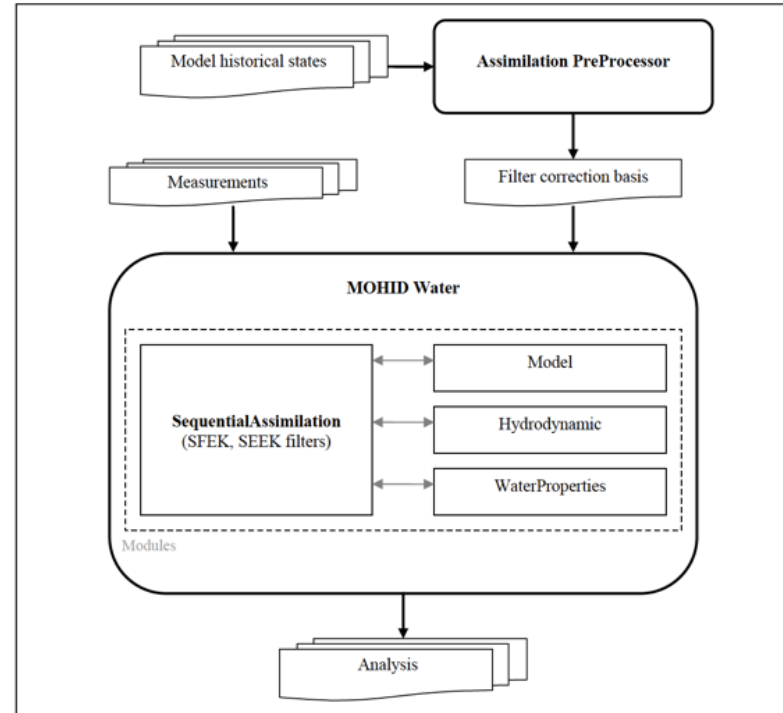 Model historical states
Assimilation PreProcessor
Measurements
Filter correction basis
MOHID Water
SequentialAssimilation
(SFEK, SEEK filters)
Model
Hydrodynamic
WaterProperties
Modules
Analysis